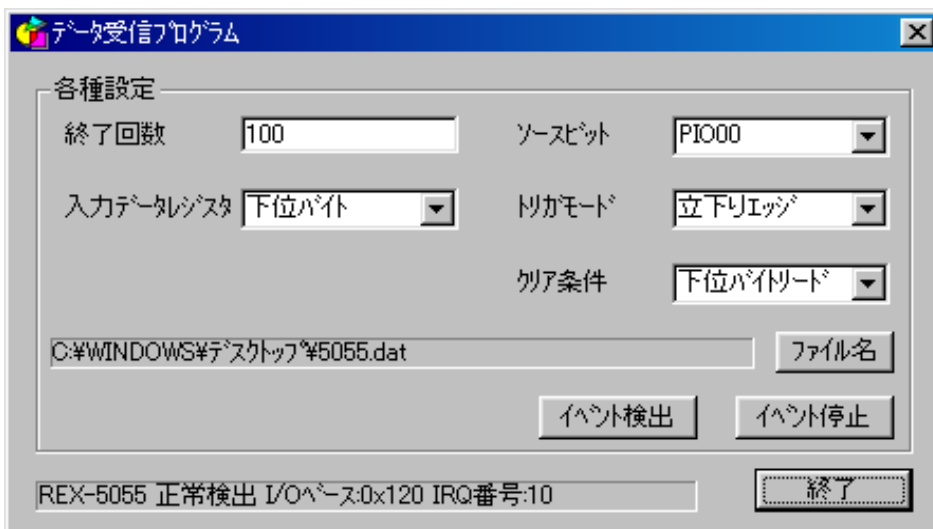 ﾃﾞｰﾀ受信ﾌﾟﾛｸﾞﾗﾑ
各種設定
終了回数 100 ｿｰｽﾋﾞｯﾄ PIO00
入力ﾃﾞｰﾀﾚｼﾞｽﾀ 下位ﾊﾞｲﾄ ﾄﾘｶﾞﾓｰﾄﾞ 立下りｴｯｼﾞ
ｸﾘｱ条件 下位ﾊﾞｲﾄﾘｰﾄﾞ
C:¥WINDOWS¥ﾃﾞｽｸﾄｯﾌﾟ¥5055.dat ﾌｧｲﾙ名
ｲﾍﾞﾝﾄ検出 ｲﾍﾞﾝﾄ停止
REX-5055 正常検出 I/Oﾍﾞｰｽ:0x120 IRQ番号:10 終了